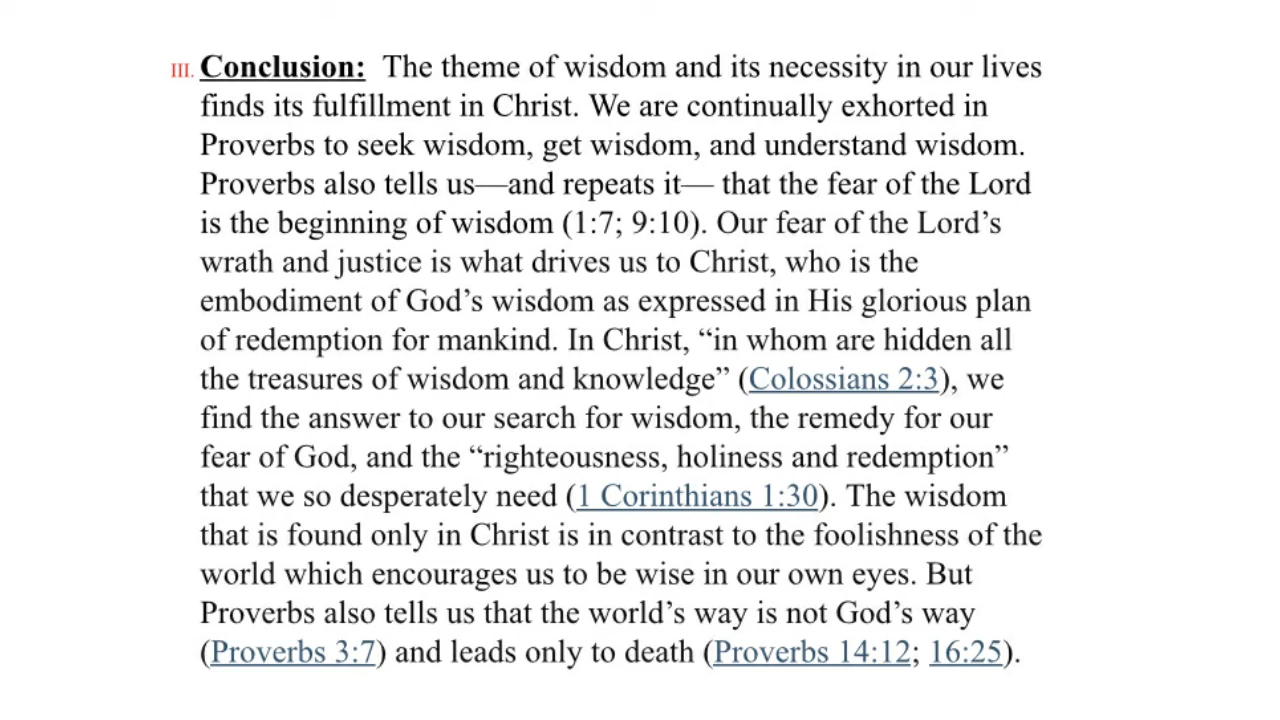 III. Conclusion: The theme of wisdom and its necessity in our lives
finds its fulfillment in Christ. We are continually exhorted in
Proverbs to seek wisdom, get wisdom, and understand wisdom.
Proverbs also tells us—and repeats it— that the fear of the Lord
is the beginning of wisdom (1:7; 9:10). Our fear of the Lord’s
wrath and justice is what drives us to Christ, who is the
embodiment of God’s wisdom as expressed in His glorious plan
of redemption for mankind. In Christ, “in whom are hidden all
the treasures of wisdom and knowledge” (Colossians 2:3), we
find the answer to our search for wisdom, the remedy for our
fear of God, and the “righteousness, holiness and redemption”
that we so desperately need (1 Corinthians 1:30). The wisdom
that is found only in Christ is in contrast to the foolishness of the
world which encourages us to be wise in our own eyes. But
Proverbs also tells us that the world’s way is not God’s way
(Proverbs 3:7) and leads only to death (Proverbs 14:12; 16:25).